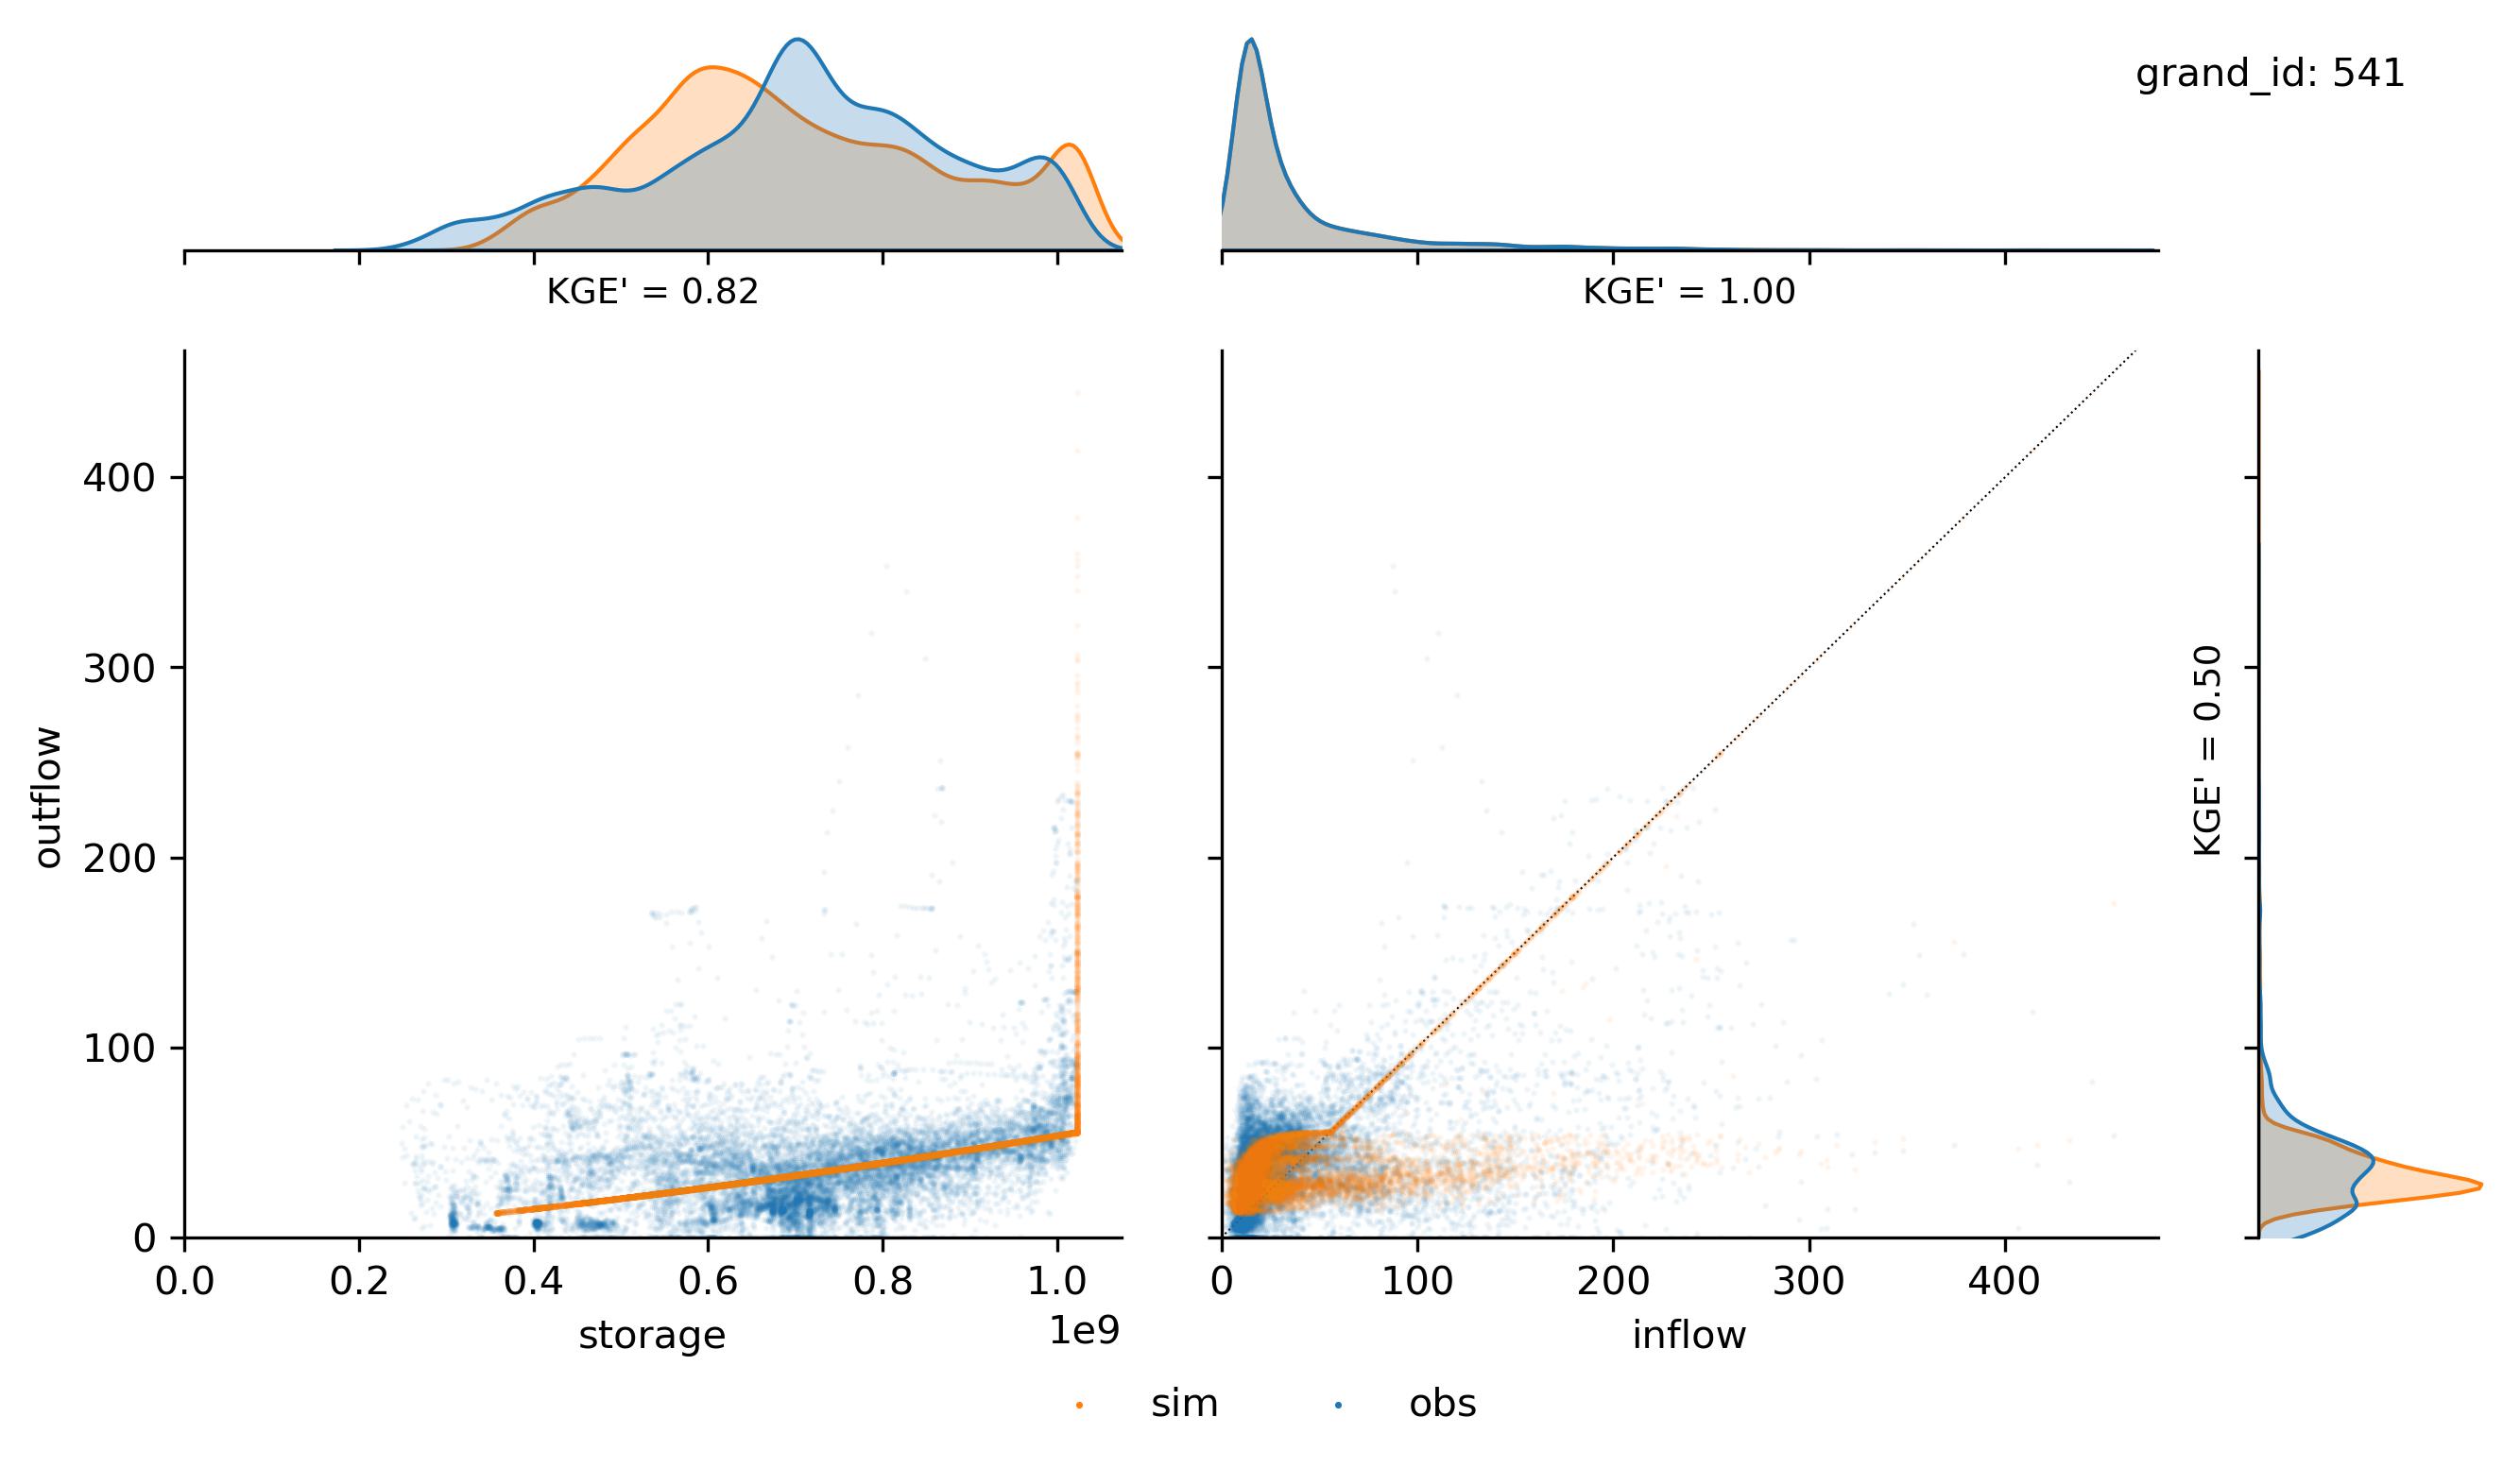 grand_id: 541
KGE' = 0.82
KGE' = 1.00
outflow
400
300
200
100
0
0.0 0.2 0.4 0.6 0.8 1.0
1e9
storage
0 100 200 300 400
inflow
KGE' = 0.50
sim obs